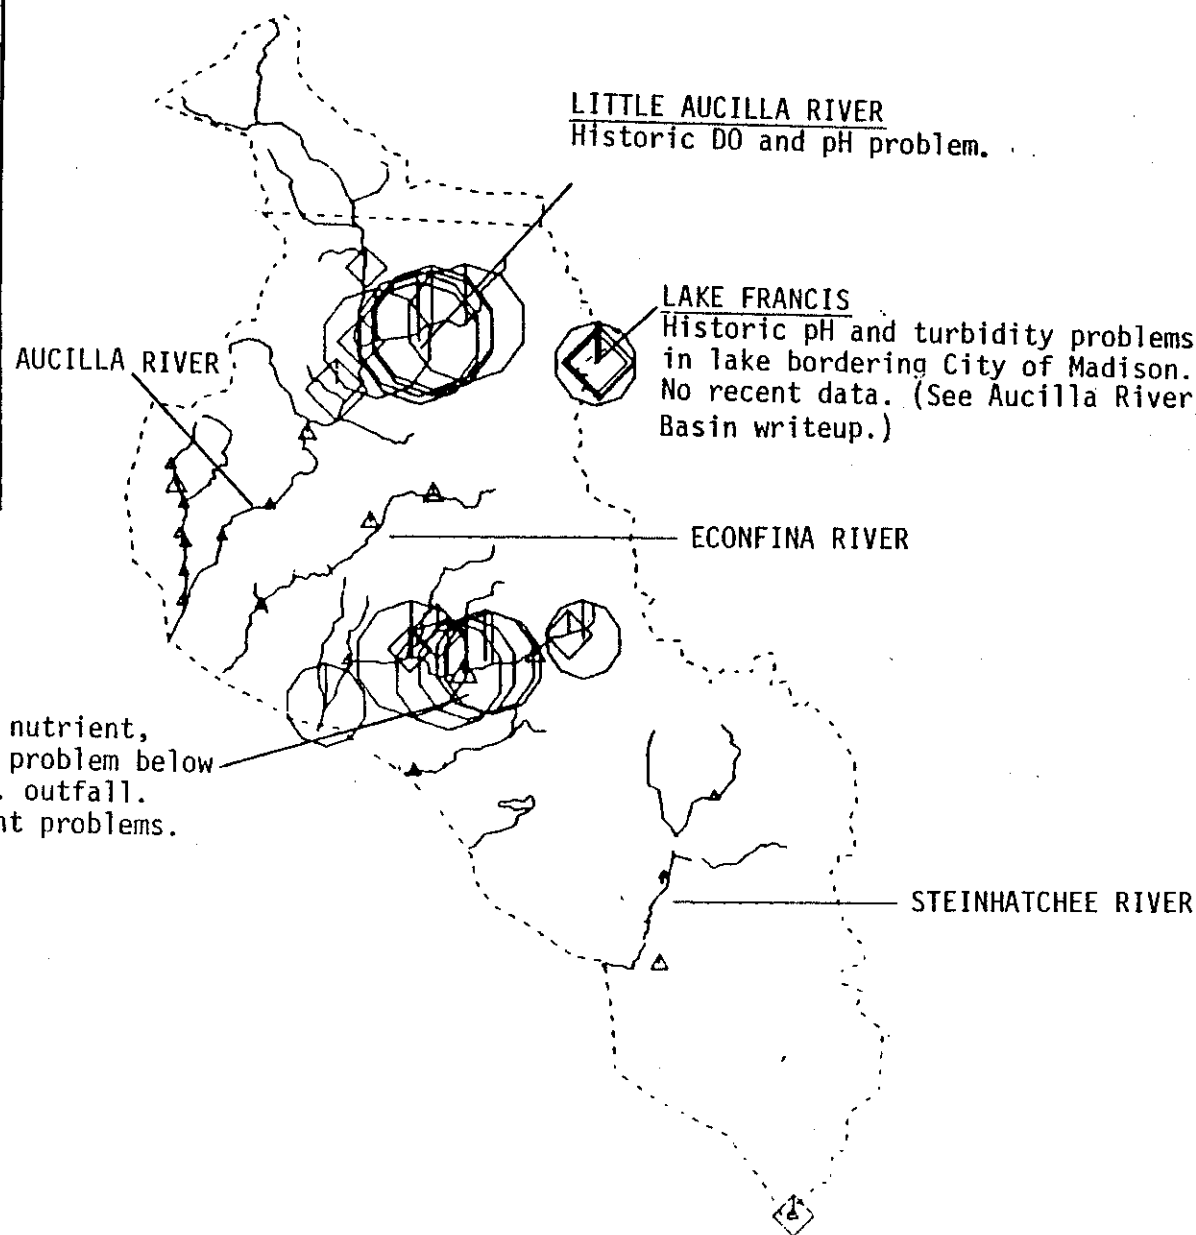 LITTLE AUCILLA RIVER
Historic DO and pH problem.
LAKE FRANCIS
Historic pH and turbidity problems
in lake bordering City of Madison.
No recent data. (See Aucilla River
Basin writeup.)
AUCILLA RIVER
ECONFINA RIVER
nutrient,
problem below
. outfall.
nt problems.
STEINHATCHEE RIVER